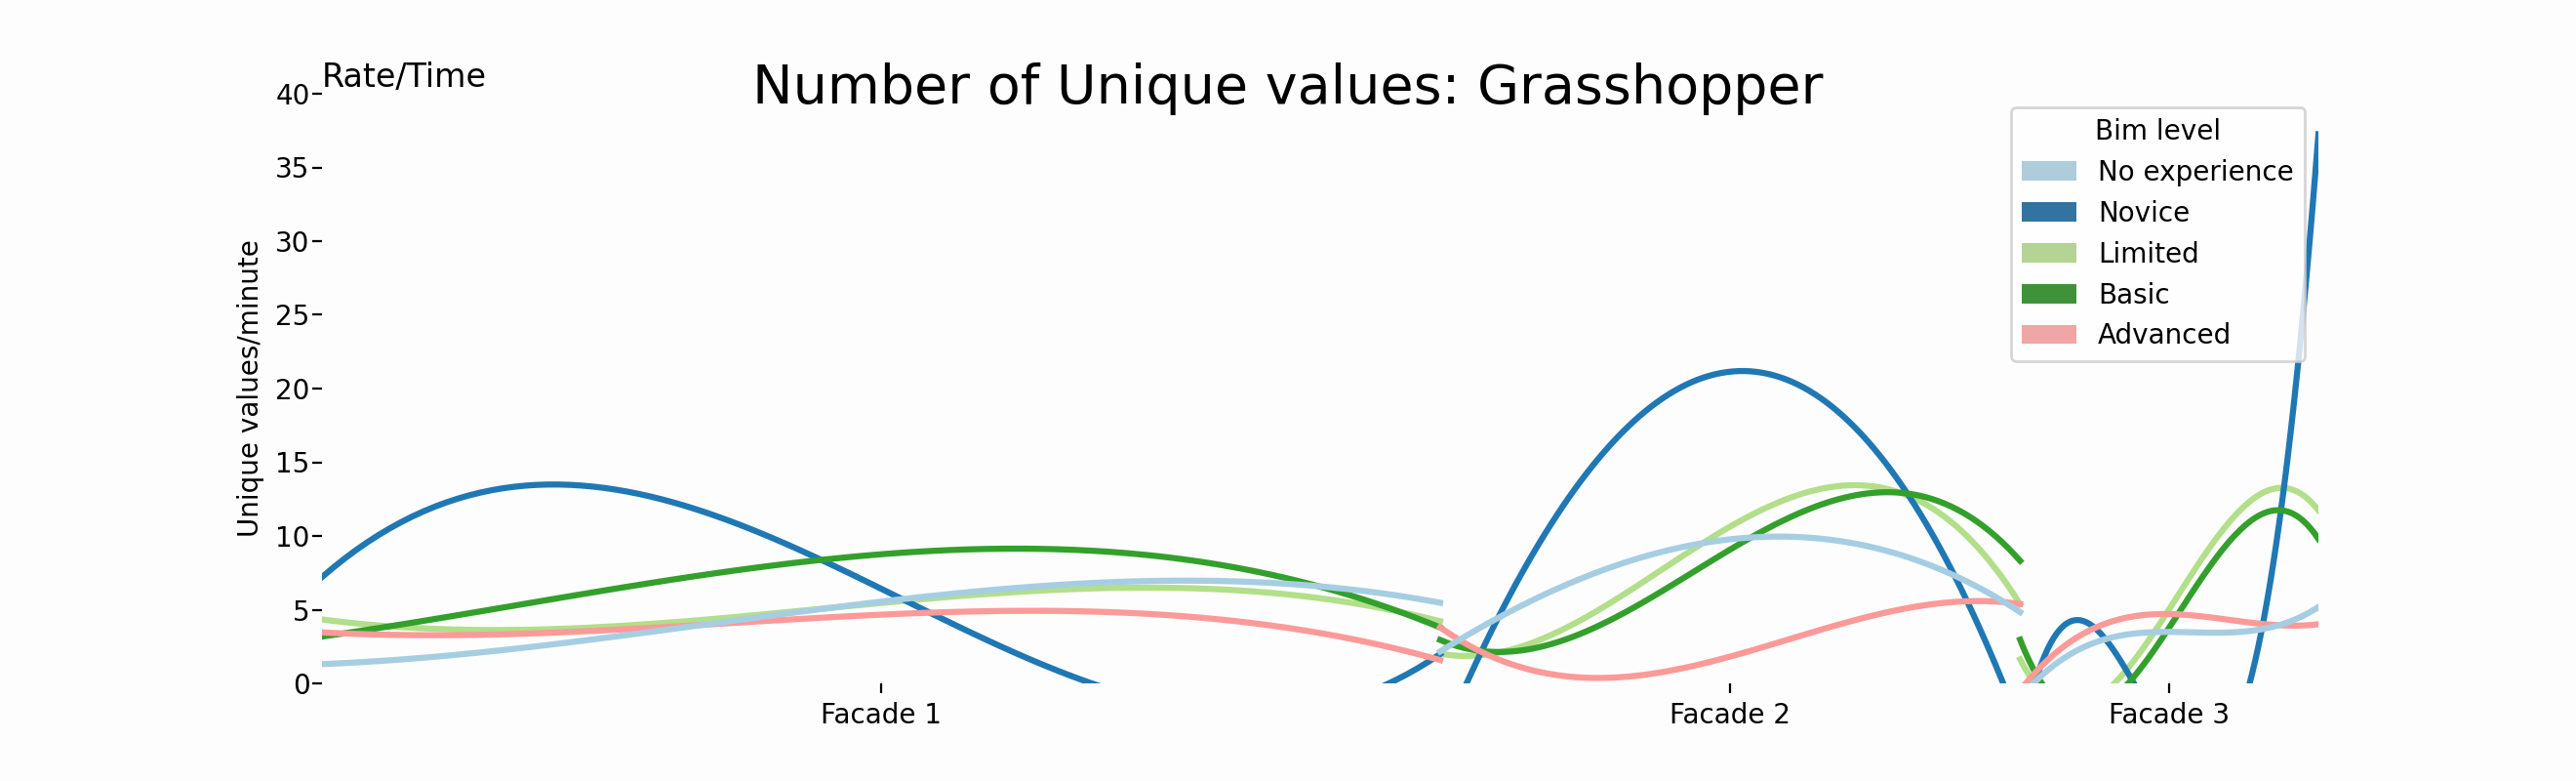 Rate/Time
Number of Unique values: Grasshopper
Unique values/minute
40
35
30
25
20
15
10
5
0
Bim level
No experience
Novice
Limited
Basic
Advanced
Facade 1
Facade 2
Facade 3